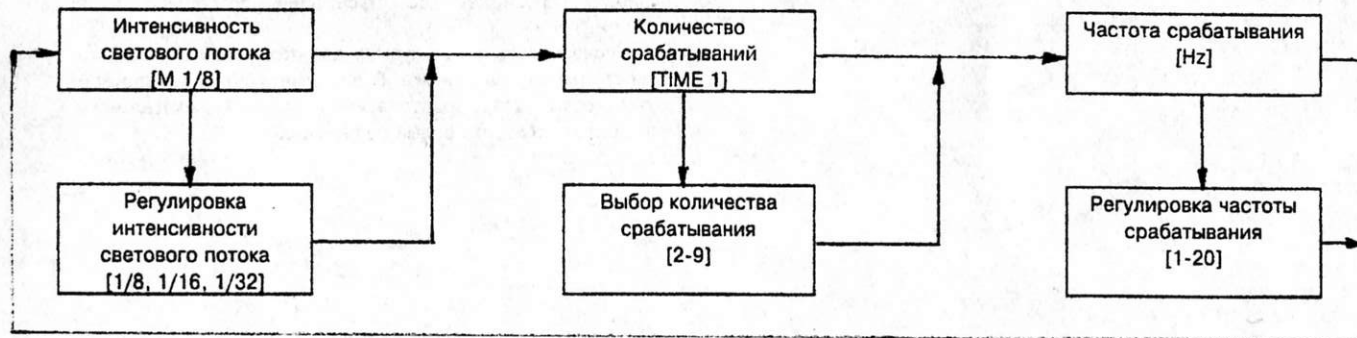 Интенсивность
светового потока
[M 1/8]
Количество
срабатываний
[TIME 1]
Частота срабатывания
[Hz]
Регулировка
интенсивности
светового потока
[1/8, 1/16, 1/32]
Выбор количества
срабатывания
[2-9]
Регулировка частоты
срабатывания
[1-20]